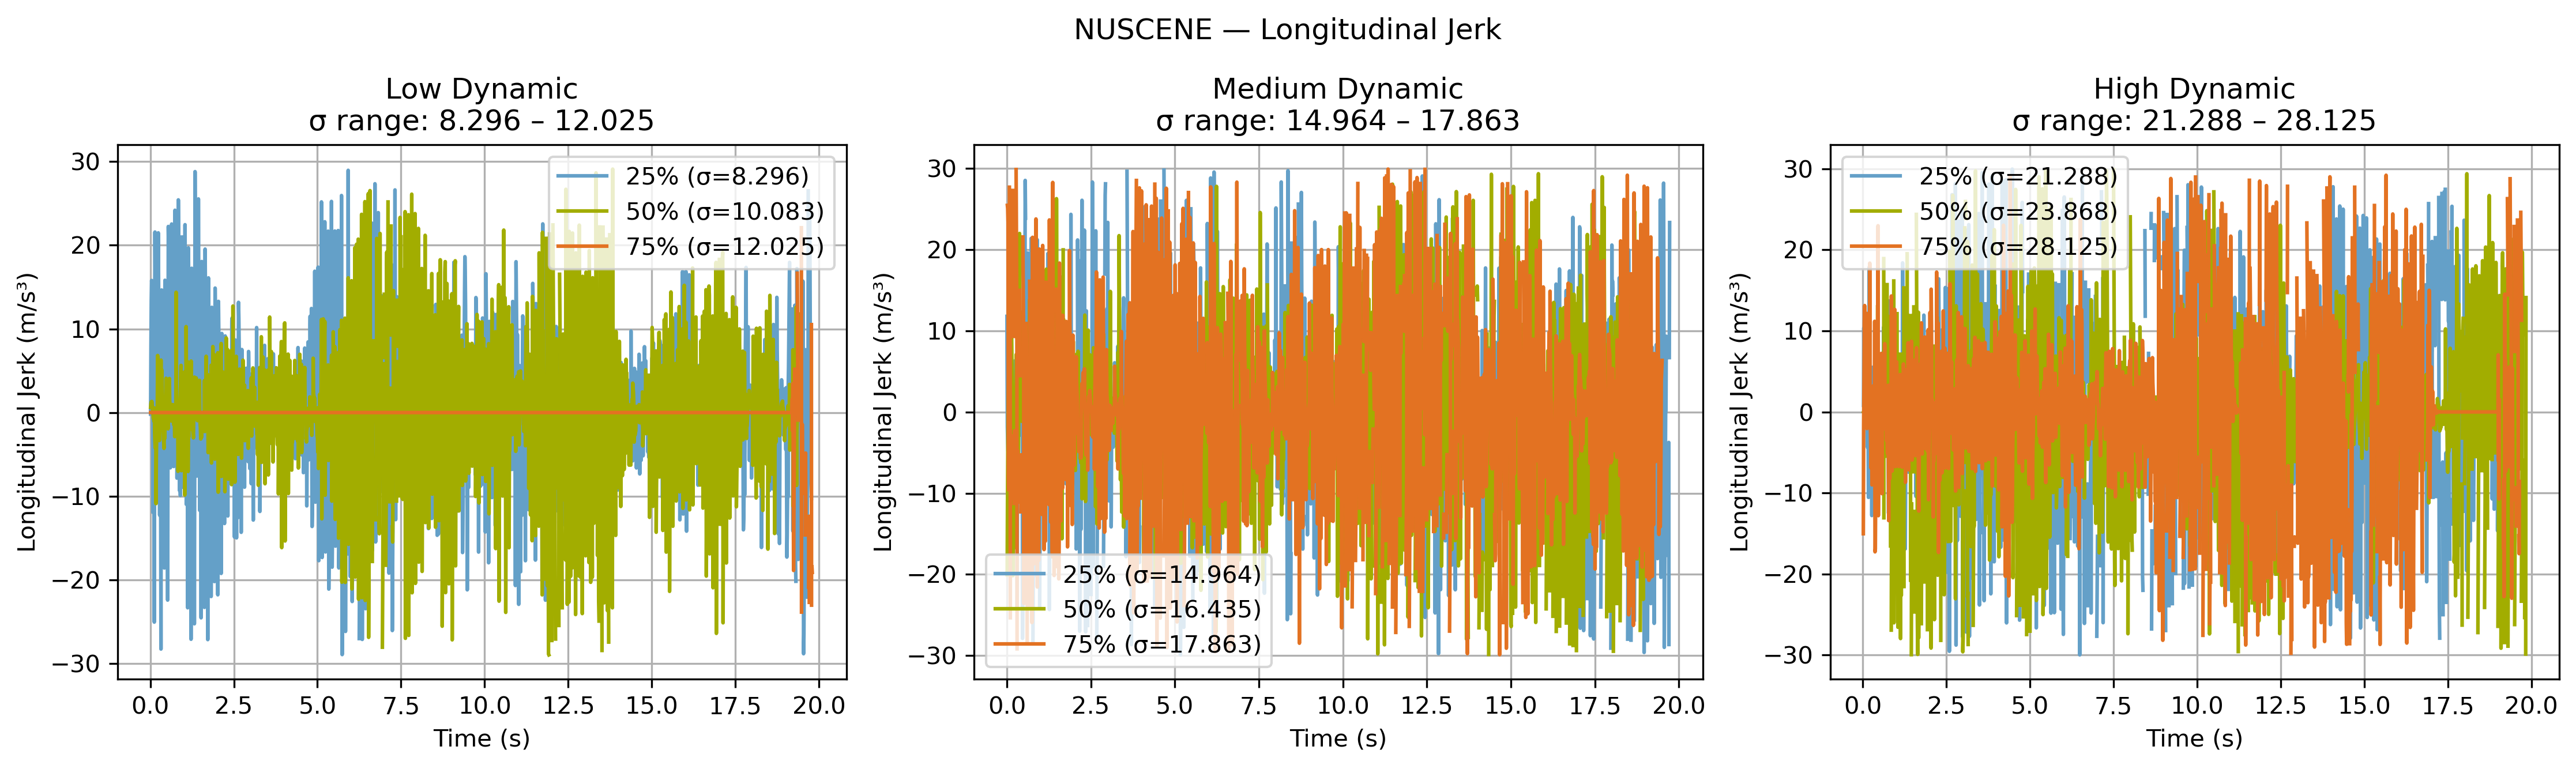 NUSCENE — Longitudinal Jerk
Low Dynamic
σ range: 8.296 – 12.025
Longitudinal Jerk (m/s³)
30
20
10
0
−10
−20
−30
25% (σ=8.296)
50% (σ=10.083)
75% (σ=12.025)
0.0 2.5 5.0 7.5 10.0 12.5 15.0 17.5 20.0
Time (s)
Medium Dynamic
σ range: 14.964 – 17.863
Longitudinal Jerk (m/s³)
30
20
10
0
−10
−20
−30
25% (σ=14.964)
50% (σ=16.435)
75% (σ=17.863)
0.0 2.5 5.0 7.5 10.0 12.5 15.0 17.5 20.0
Time (s)
High Dynamic
σ range: 21.288 – 28.125
Longitudinal Jerk (m/s³)
30
20
10
0
−10
−20
−30
25% (σ=21.288)
50% (σ=23.868)
75% (σ=28.125)
0.0 2.5 5.0 7.5 10.0 12.5 15.0 17.5 20.0
Time (s)